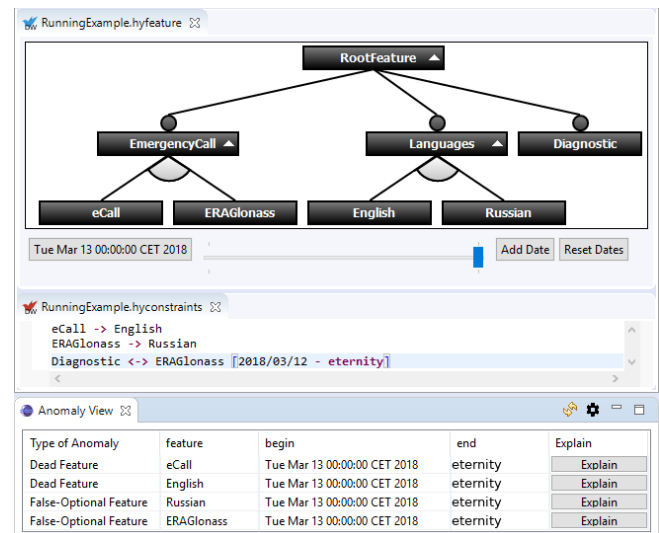 RunningExample.hyfeature
RootFeature
EmergencyCall Languages Diagnostic
eCall ERAGlonass English Russian
Tue Mar 13 00:00:00 CET 2018 Add Date Reset Dates
RunningExample.hyconstraints
eCall -> English
ERAGlonass -> Russian
Diagnostic <-> ERAGlonass [2018/03/12 - eternity]
Anomaly View
Type of Anomaly feature begin end Explain
Dead Feature eCall Tue Mar 13 00:00:00 CET 2018 eternity Explain
Dead Feature English Tue Mar 13 00:00:00 CET 2018 eternity Explain
False-Optional Feature Russian Tue Mar 13 00:00:00 CET 2018 eternity Explain
False-Optional Feature ERAGlonass Tue Mar 13 00:00:00 CET 2018 eternity Explain